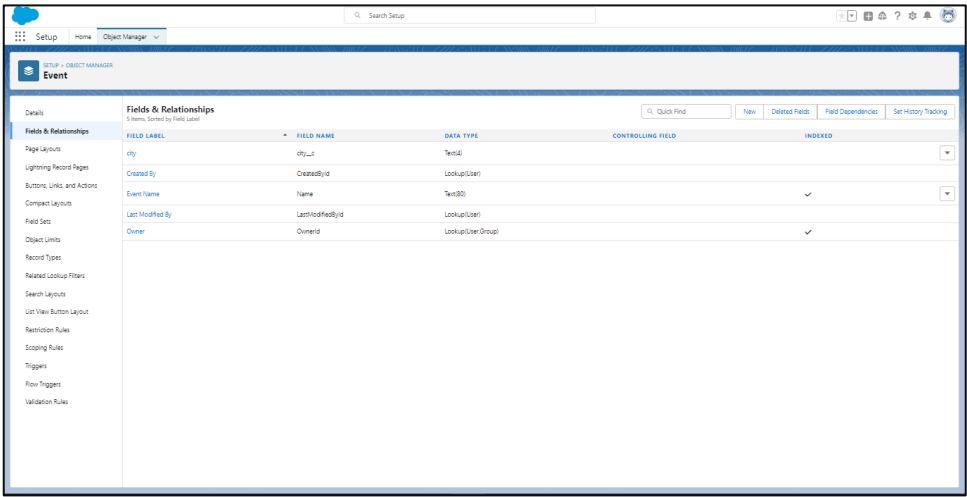 Search Setup
Setup Home Object Manager
SETUP > OBJECT MANAGER
Event
Details
Fields & Relationships
Page Layouts
Lightning Record Pages
Buttons, Links, and Actions
Compact Layouts
Field Sets
Object Limits
Record Types
Related Lookup Filters
Search Layouts
List View Button Layout
Restriction Rules
Scoping Rules
Triggers
Flow Triggers
Validation Rules
Fields & Relationships
5 Items, Sorted by Field Label
Quick Find New Deleted Fields Field Dependencies Set History Tracking
FIELD LABEL FIELD NAME DATA TYPE CONTROLLING FIELD INDEXED
city city__c Text(4)
Created By CreatedById Lookup(User)
Event Name Name Text(80)
Last Modified By LastModifiedById Lookup(User)
Owner OwnerId Lookup(User,Group)